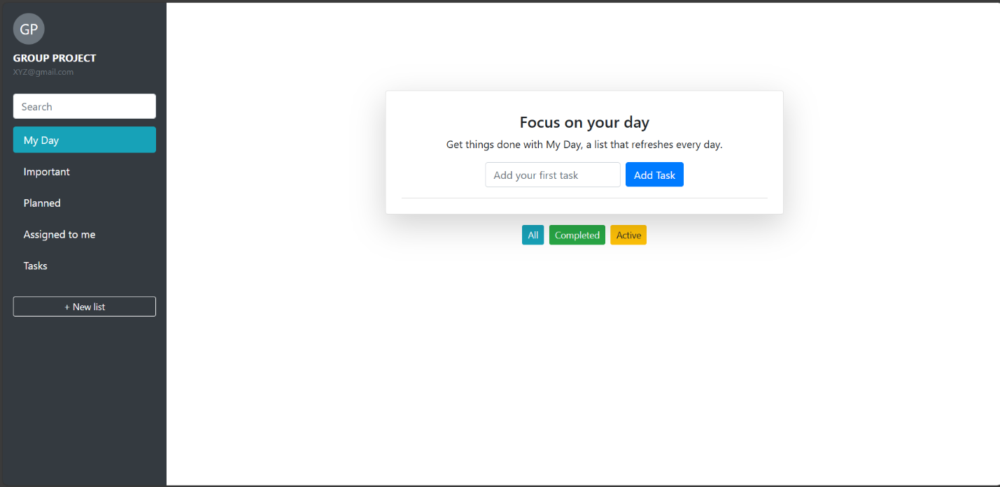 GP
GROUP PROJECT
XYZ@gmail.com
Search
My Day
Important
Planned
Assigned to me
Tasks
+ New list
Focus on your day
Get things done with My Day, a list that refreshes every day.
Add your first task Add Task
All Completed Active